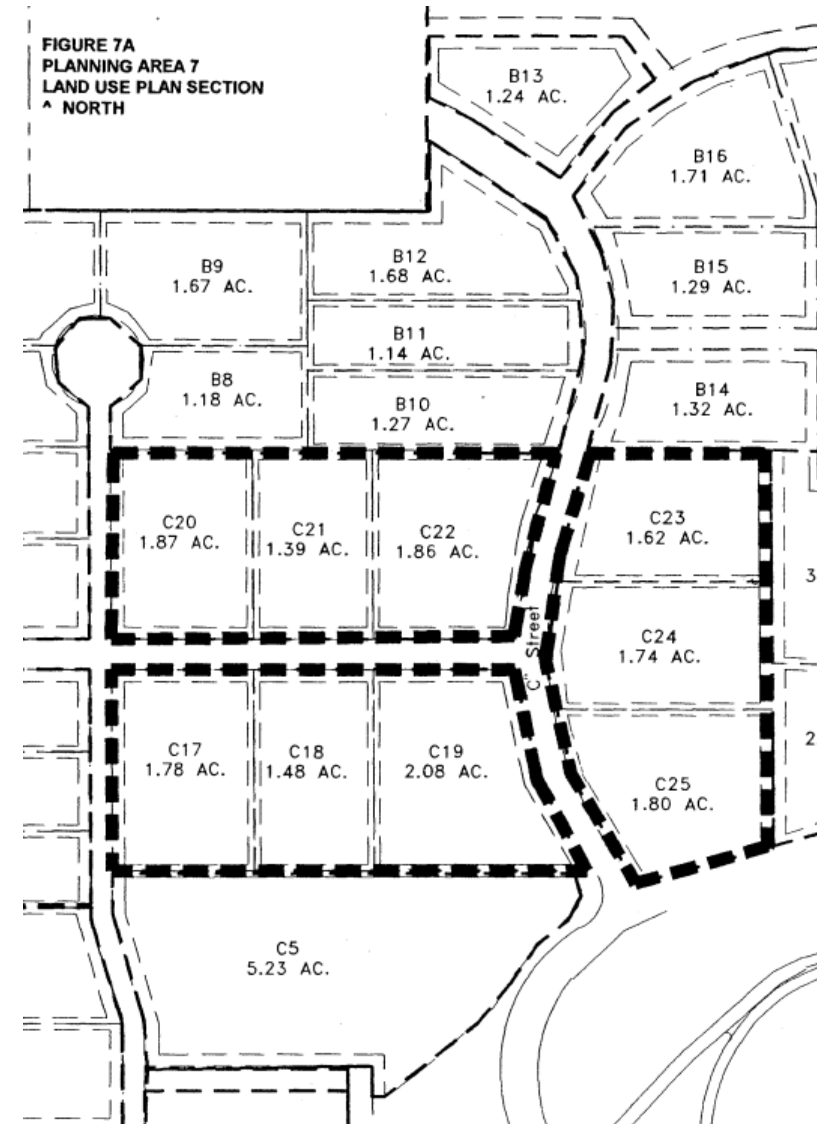 FIGURE 7A
PLANNING AREA 7
LAND USE PLAN SECTION
^ NORTH
B13
1.24 AC.
B16
1.71 AC.
B9
1.67 AC.
B12
1.68 AC.
B15
1.29 AC.
B11
1.14 AC.
B8
1.18 AC.
B10
1.27 AC.
B14
1.32 AC.
C20
1.87 AC.
C21
1.39 AC.
C22
1.86 AC.
C23
1.62 AC.
3
C" Street
C24
1.74 AC.
C17
1.78 AC.
C18
1.48 AC.
C19
2.08 AC.
2
C25
1.80 AC.
C5
5.23 AC.